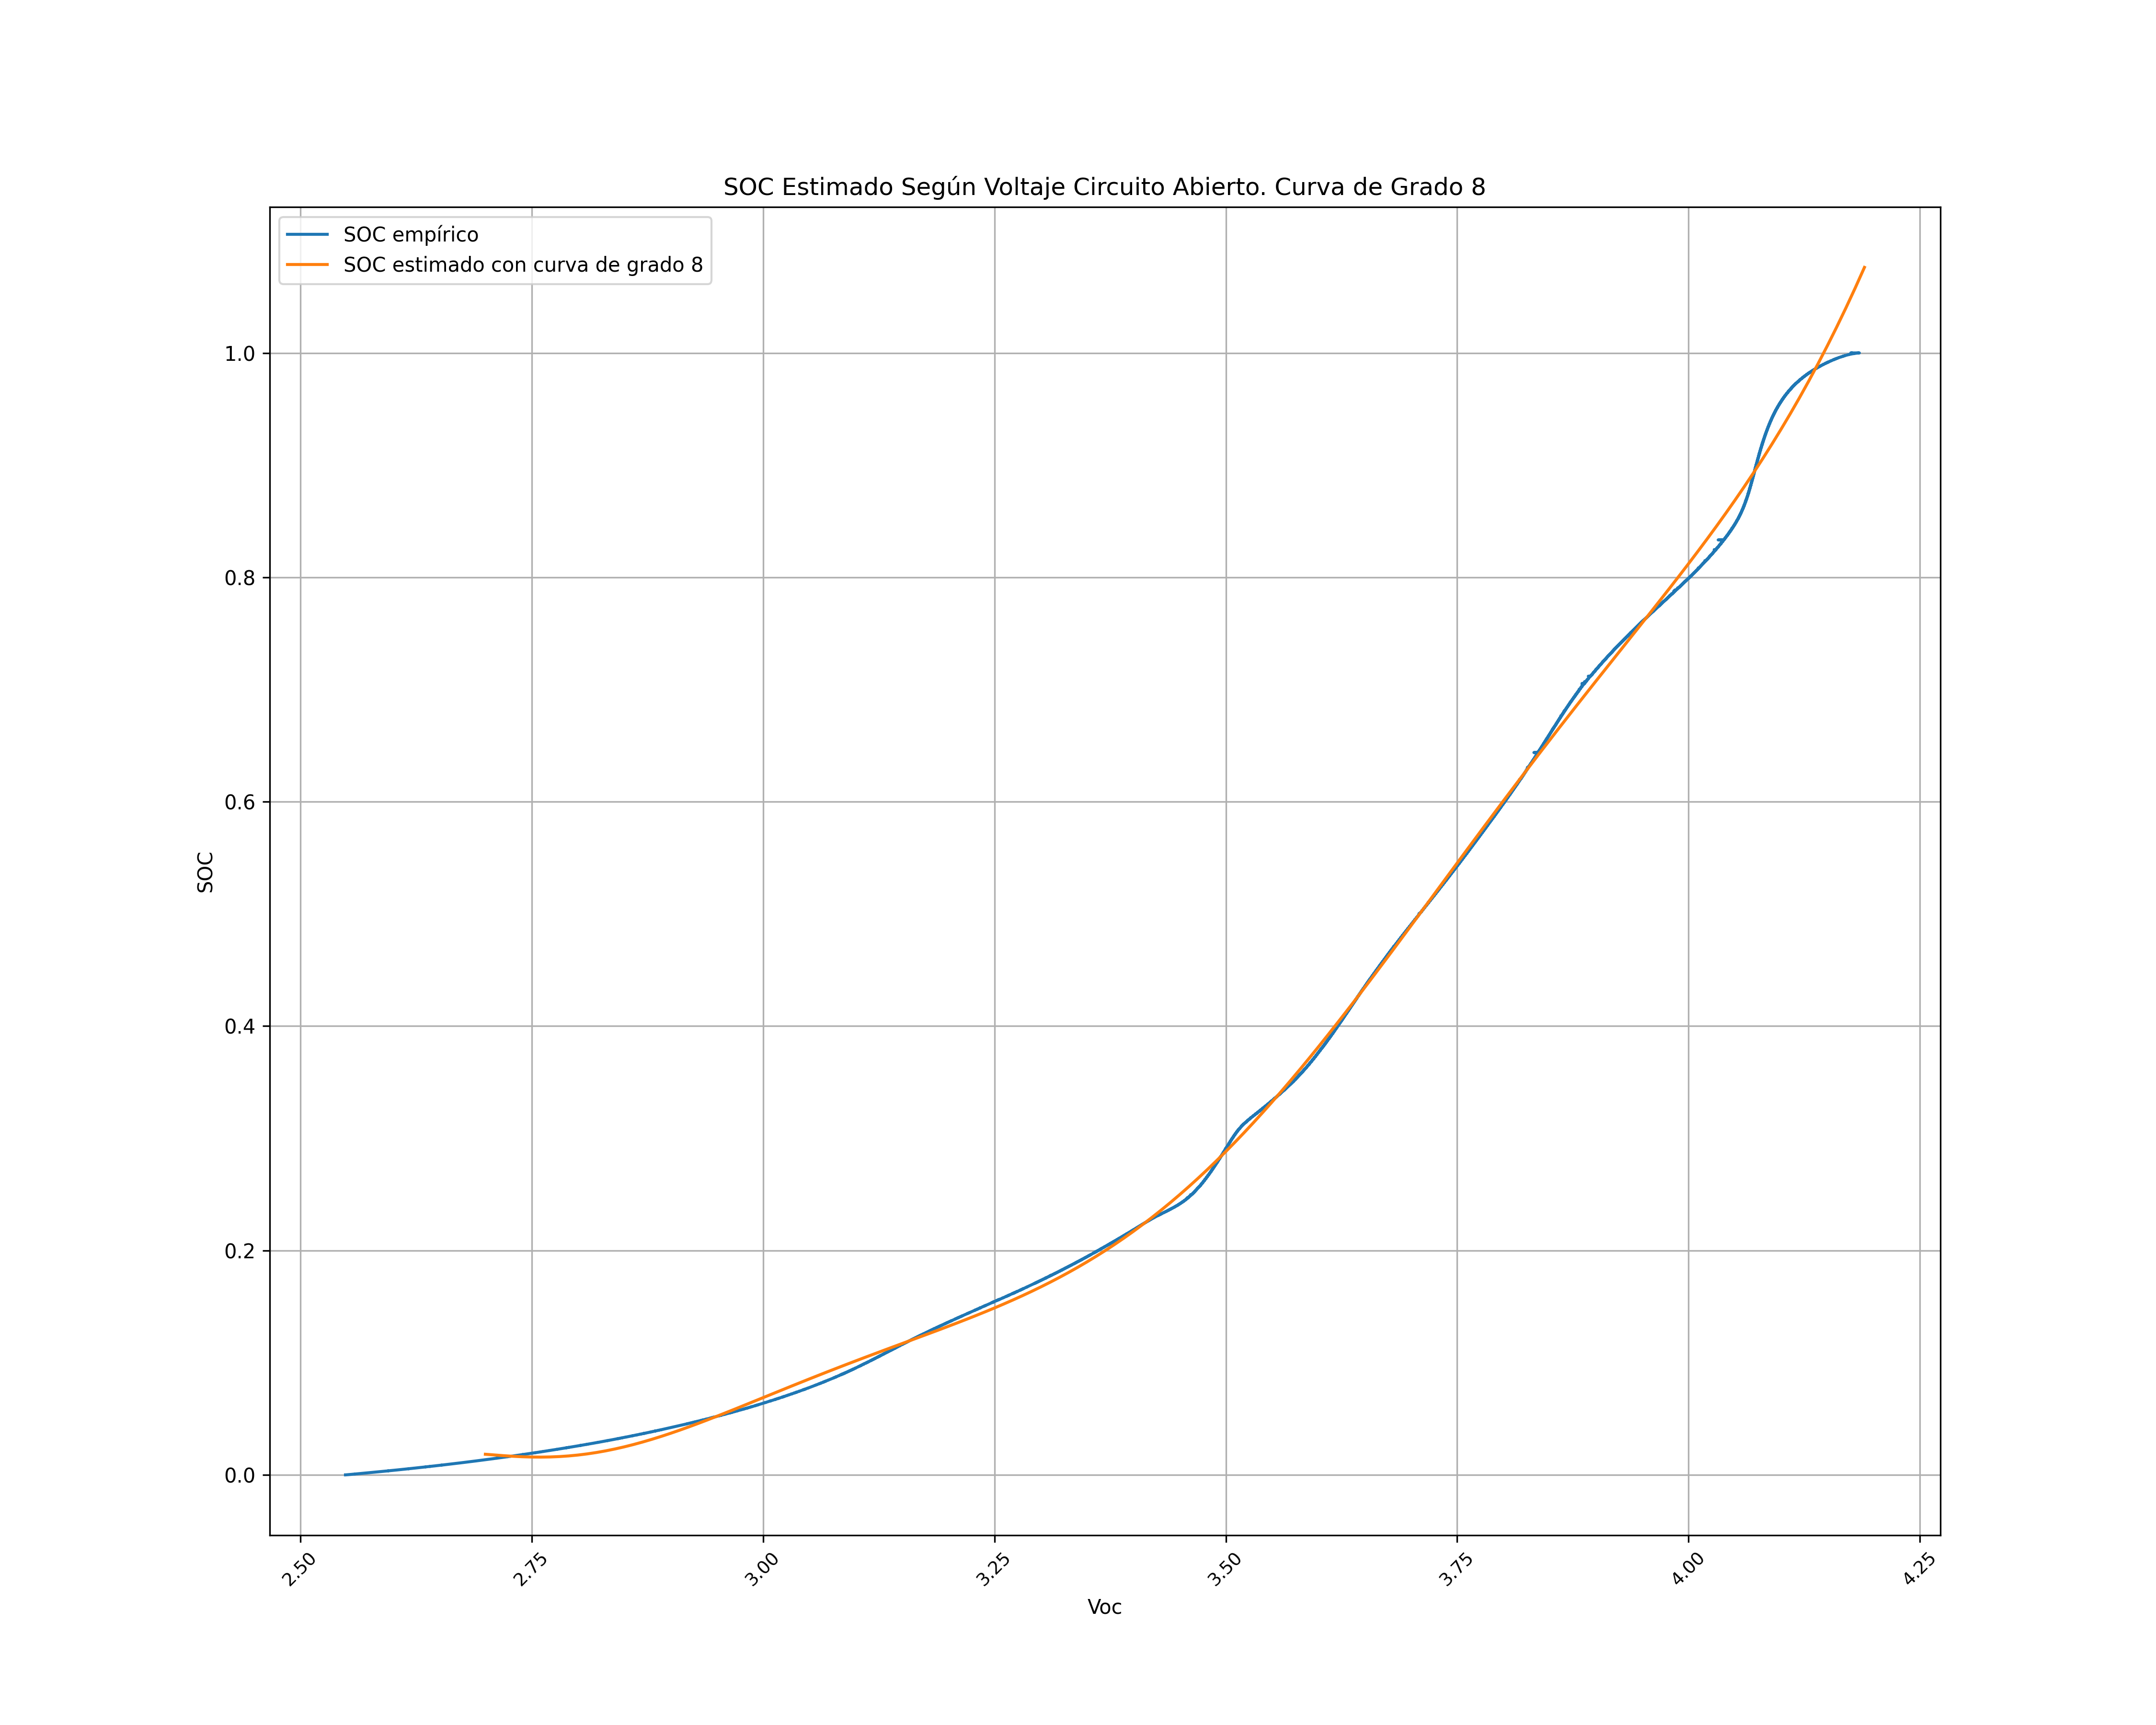 SOC Estimado Según Voltaje Circuito Abierto. Curva de Grado 8
SOC empírico
SOC estimado con curva de grado 8
1.0
0.8
0.6
0.4
0.2
0.0
SOC
2.50
2.75
3.00
3.25
3.50
3.75
4.00
4.25
Voc